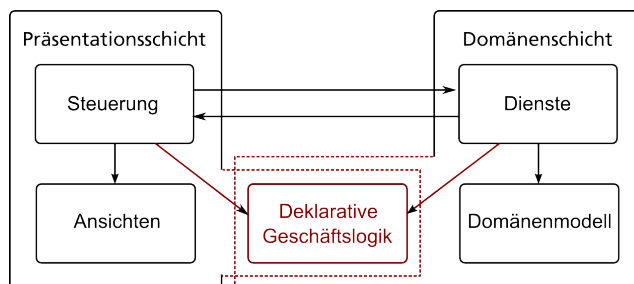 Präsentationsschicht
Domänenschicht
Steuerung
Dienste
Ansichten
Deklarative
Geschäftslogik
Domänenmodell